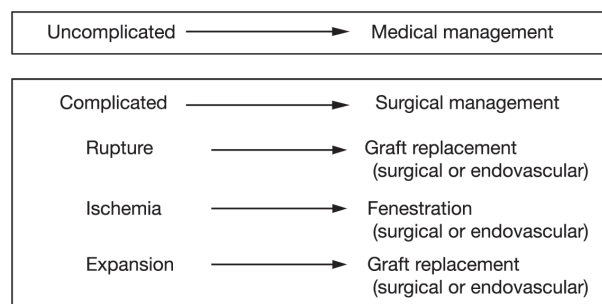 Uncomplicated Medical management
Complicated Surgical management
Rupture Graft replacement
(surgical or endovascular)
Ischemia Fenestration
(surgical or endovascular)
Expansion Graft replacement
(surgical or endovascular)